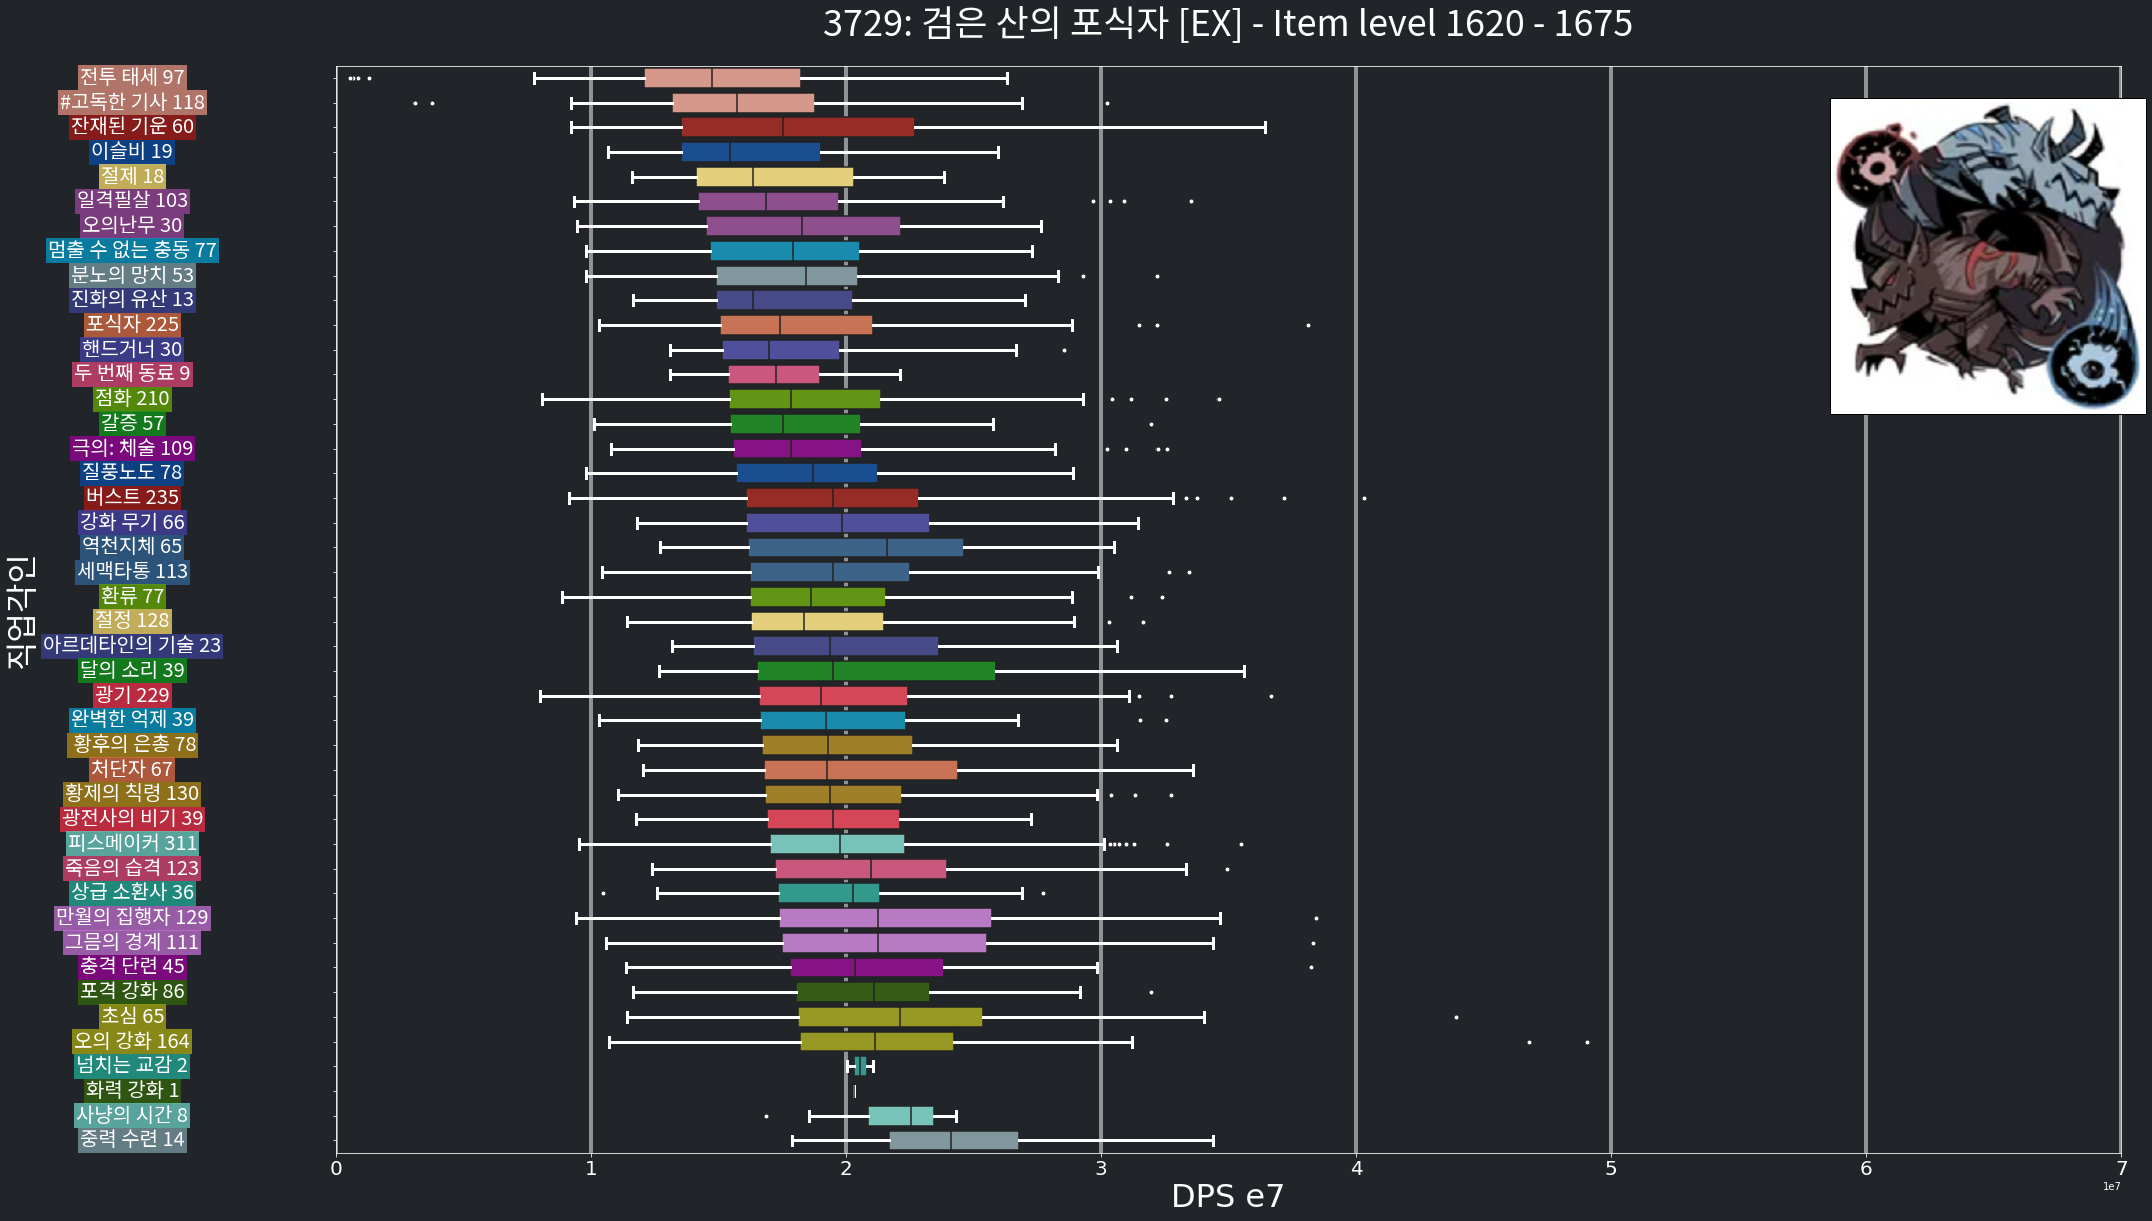 3729: 검은 산의 포식자 [EX] - Item level 1620 - 1675
직업각인
전투 태세 97
#고독한 기사 118
잔재된 기운 60
이슬비 19
절제 18
일격필살 103
오의난무 30
멈출 수 없는 충동 77
분노의 망치 53
진화의 유산 13
포식자 225
핸드거너 30
두 번째 동료 9
점화 210
갈증 57
극의: 체술 109
질풍노도 78
버스트 235
강화 무기 66
역천지체 65
세맥타통 113
환류 77
절정 128
아르데타인의 기술 23
달의 소리 39
광기 229
완벽한 억제 39
황후의 은총 78
처단자 67
황제의 칙령 130
광전사의 비기 39
피스메이커 311
죽음의 습격 123
상급 소환사 36
만월의 집행자 129
그믐의 경계 111
충격 단련 45
포격 강화 86
초심 65
오의 강화 164
넘치는 교감 2
화력 강화 1
사냥의 시간 8
중력 수련 14
0 1 2 3 4 5 6 7
1e7
DPS e7